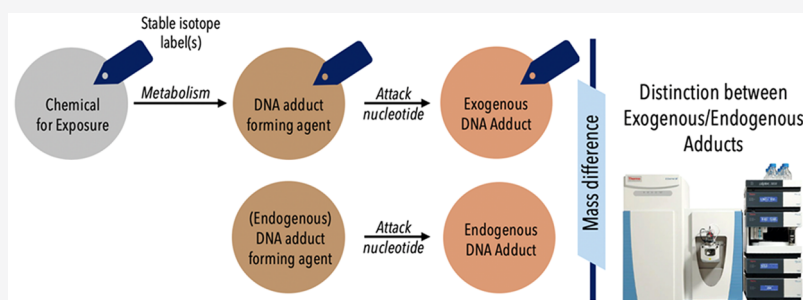 Stable isotope
label(s)
Chemical
for Exposure
Metabolism
DNA adduct
forming agent
Attack
nucleotide
Exogenous
DNA Adduct
(Endogenous)
DNA adduct
forming agent
Attack
nucleotide
Endogenous
DNA Adduct
Mass difference
Distinction between
Exogenous/Endogenous
Adducts